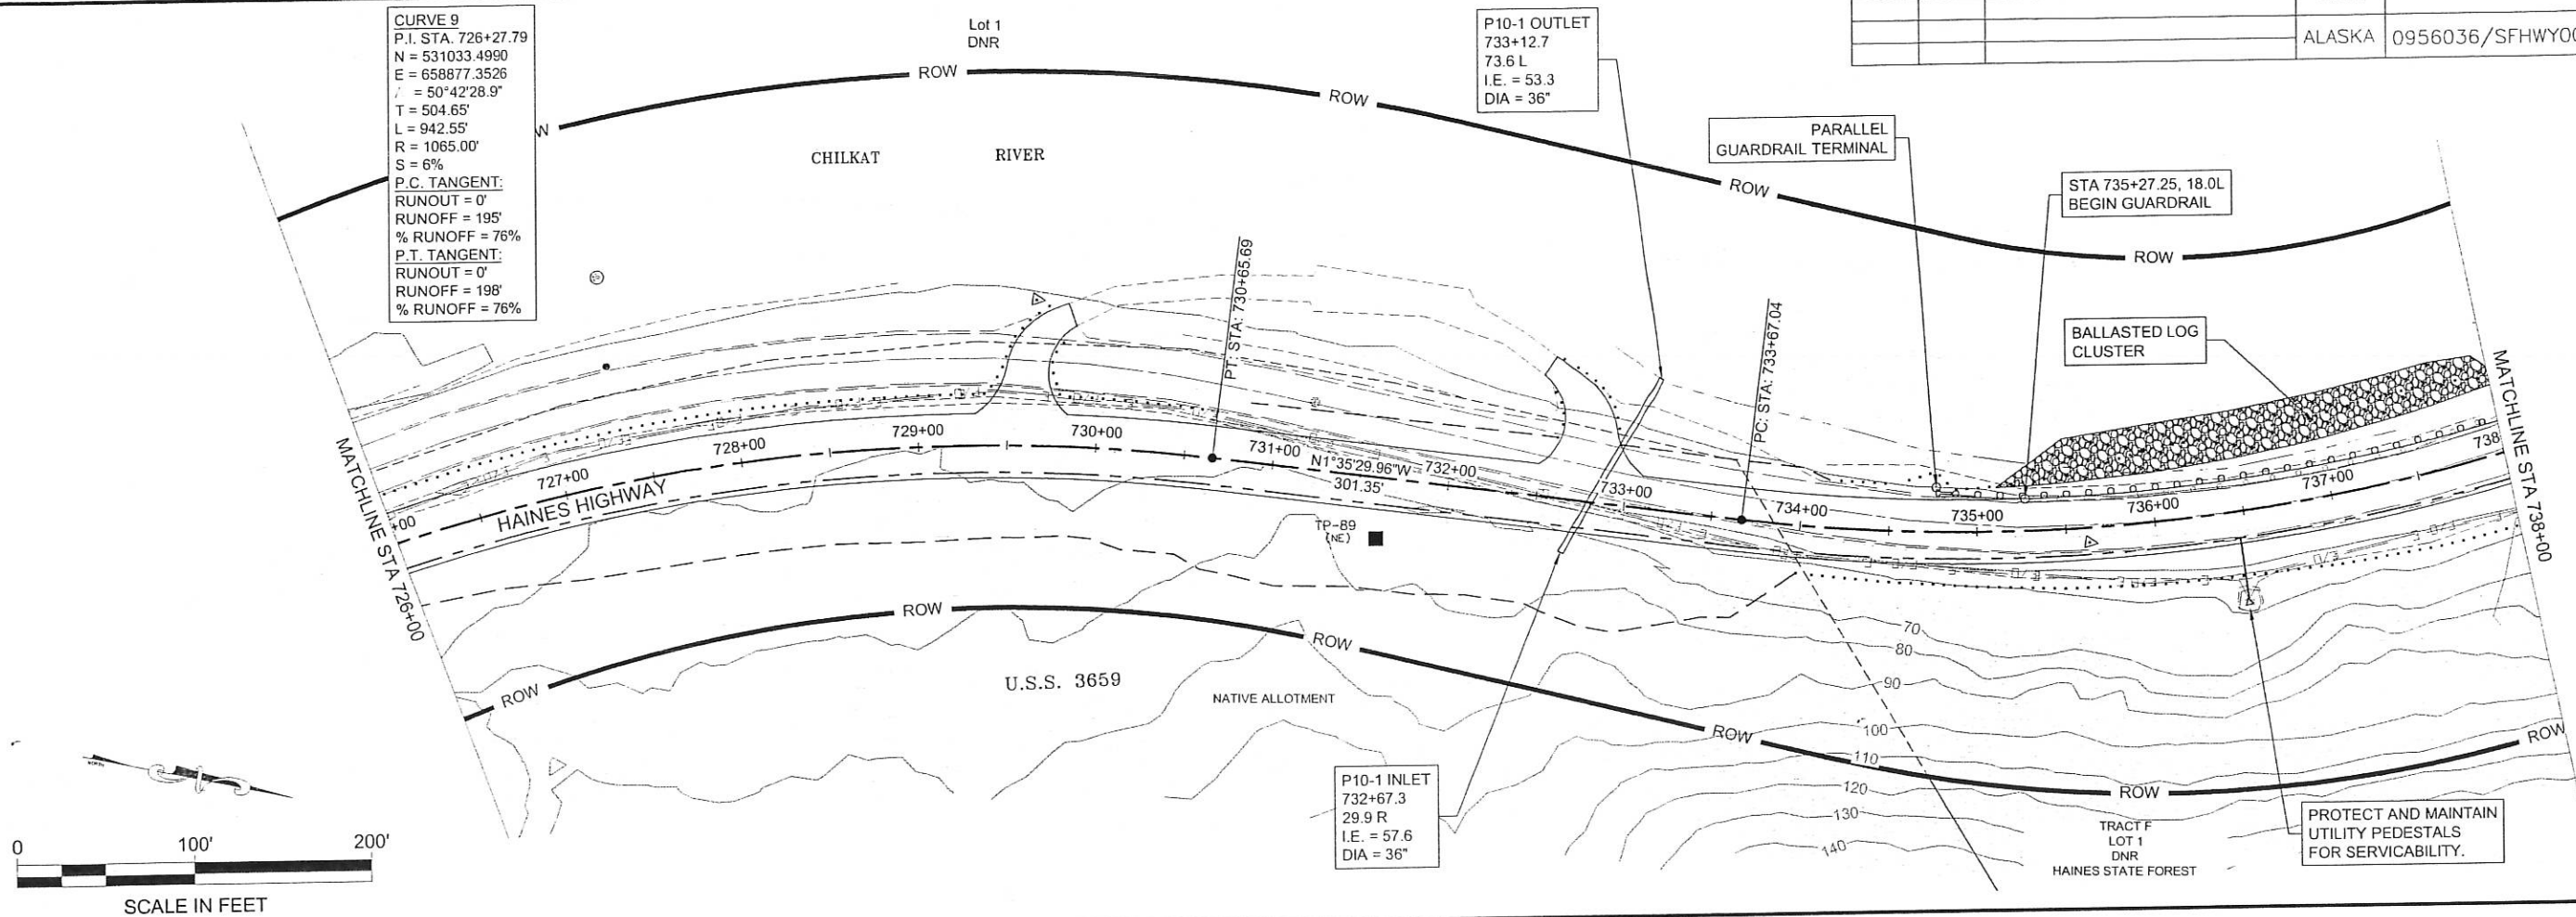 CURVE 9
P.I. STA. 726+27.79
N = 531033.4990
E = 658877.3526
= 50°42'28.9"
T = 504.65'
L = 942.55'
R = 1065.00'
S = 6%
P.C. TANGENT:
RUNOUT = 0'
RUNOFF = 195'
% RUNOFF = 76%
P.T. TANGENT:
RUNOUT = 0'
RUNOFF = 198'
% RUNOFF = 76%
Lot 1
DNR
P10-1 OUTLET
733+12.7
73.6 L
I.E. = 53.3
DIA = 36"
ALASKA
0956036/SFHWY00
W
ROW
ROW
ROW
ROW
CHILKAT RIVER
PARALLEL
GUARDRAIL TERMINAL
STA 735+27.25, 18.0L
BEGIN GUARDRAIL
BALLASTED LOG
CLUSTER
PT: STA: 730+65.69
PC: STA: 733+67.04
MATCHLINE STA 726+00
MATCHLINE STA 738+00
+00
727+00
728+00
729+00
730+00
731+00
N1°35'29.96"W
301.35'
732+00
733+00
734+00
735+00
736+00
737+00
738
HAINES HIGHWAY
TP-89
(NE)
70
80
90
100
110
120
130
140
ROW
ROW
ROW
ROW
ROW
ROW
U.S.S. 3659
NATIVE ALLOTMENT
P10-1 INLET
732+67.3
29.9 R
I.E. = 57.6
DIA = 36"
TRACT F
LOT 1
DNR
HAINES STATE FOREST
PROTECT AND MAINTAIN
UTILITY PEDESTALS
FOR SERVICABILITY.
0 100' 200'
SCALE IN FEET